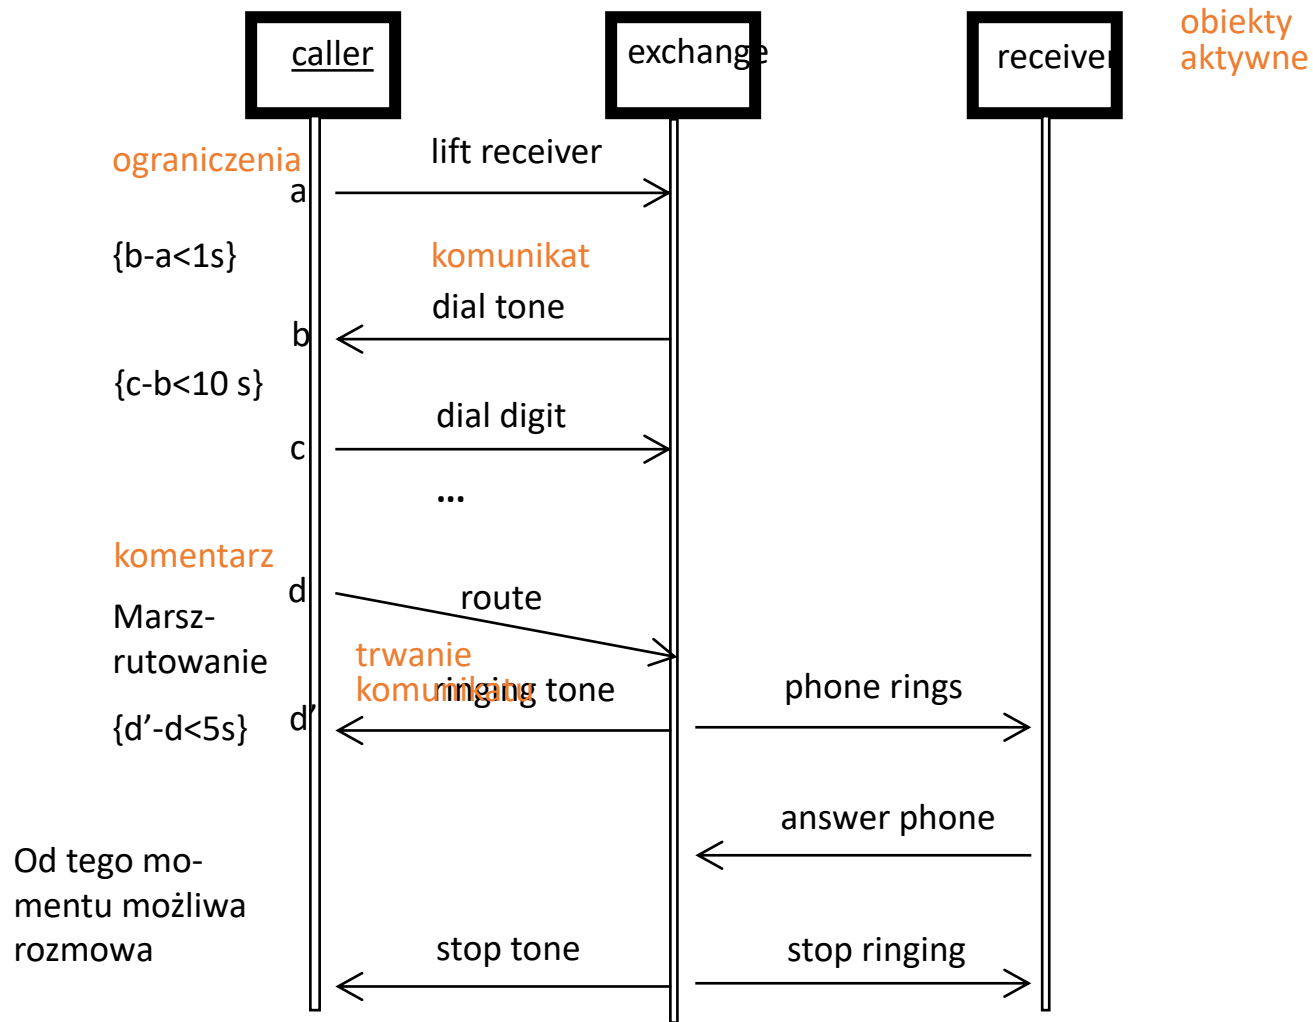 obiekty
aktywne
caller
exchange
receiver
ograniczenia
lift receiver
a
{b-a<1s}
komunikat
dial tone
b
{c-b<10 s}
dial digit
c
...
komentarz
d
route
Marsz-
rutowanie
trwanie
komunikatu
ringing tone
phone rings
{d’-d<5s}
d’
answer phone
Od tego mo-
mentu możliwa
rozmowa
stop tone
stop ringing